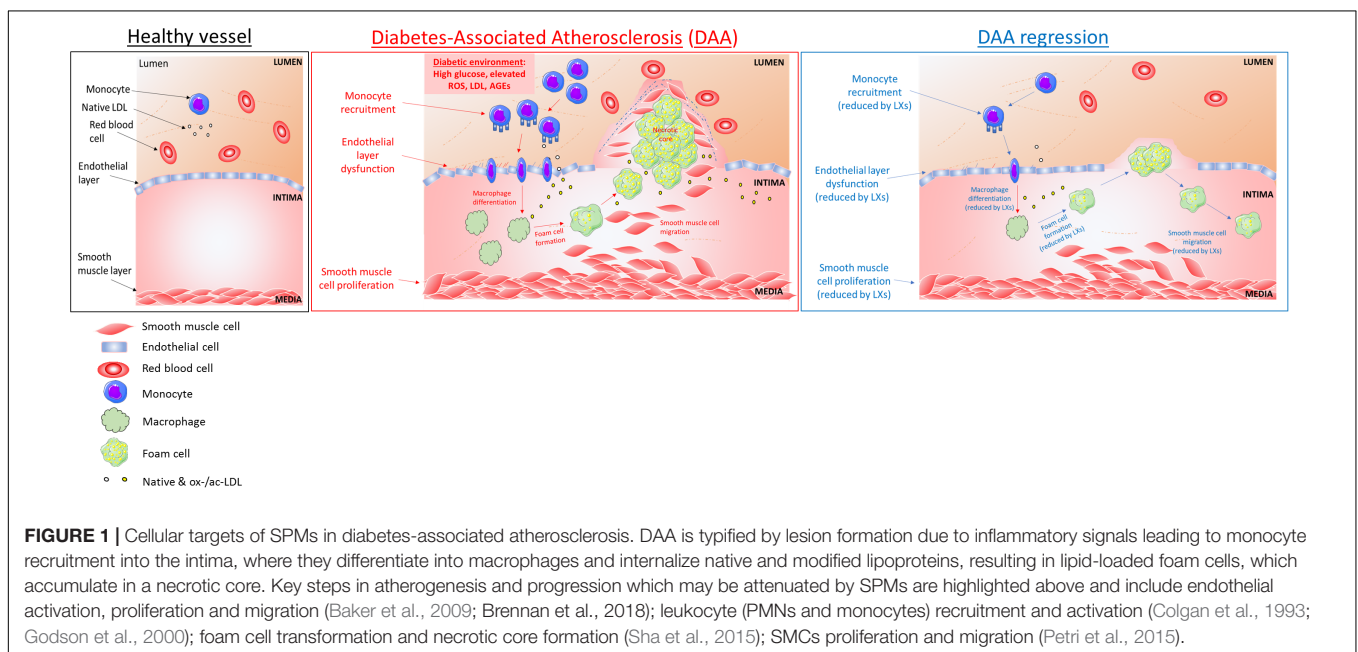 Healthy vessel
Lumen
LUMEN
Monocyte
Native LDL
Red blood
cell
Endothelial
layer
INTIMA
Smooth
muscle layer
MEDIA
Diabetes-Associated Atherosclerosis (DAA)
Diabetic environment:
High glucose, elevated
ROS, LDL, AGEs
LUMEN
Monocyte
recruitment
Necrotic
core
Endothelial
layer
dysfunction
INTIMA
Macrophage
differentiation
Foam cell
formation
Smooth muscle cell
migration
Smooth muscle
cell proliferation
MEDIA
DAA regression
LUMEN
Monocyte
recruitment
(reduced by LXs)
Endothelial layer
dysfunction
(reduced by LXs)
INTIMA
Macrophage
differentiation
(reduced by LXs)
Foam cell
formation
(reduced by LXs)
Smooth muscle cell
migration
(reduced by LXs)
Smooth muscle
cell proliferation
(reduced by LXs)
MEDIA
Smooth muscle cell
Endothelial cell
Red blood cell
Monocyte
Macrophage
Foam cell
Native & ox-/ac-LDL
FIGURE 1 | Cellular targets of SPMs in diabetes-associated atherosclerosis. DAA is typified by lesion formation due to inflammatory signals leading to monocyte
recruitment into the intima, where they differentiate into macrophages and internalize native and modified lipoproteins, resulting in lipid-loaded foam cells, which
accumulate in a necrotic core. Key steps in atherogenesis and progression which may be attenuated by SPMs are highlighted above and include endothelial
activation, proliferation and migration (Baker et al., 2009; Brennan et al., 2018); leukocyte (PMNs and monocytes) recruitment and activation (Colgan et al., 1993;
Godson et al., 2000); foam cell transformation and necrotic core formation (Sha et al., 2015); SMCs proliferation and migration (Petri et al., 2015).